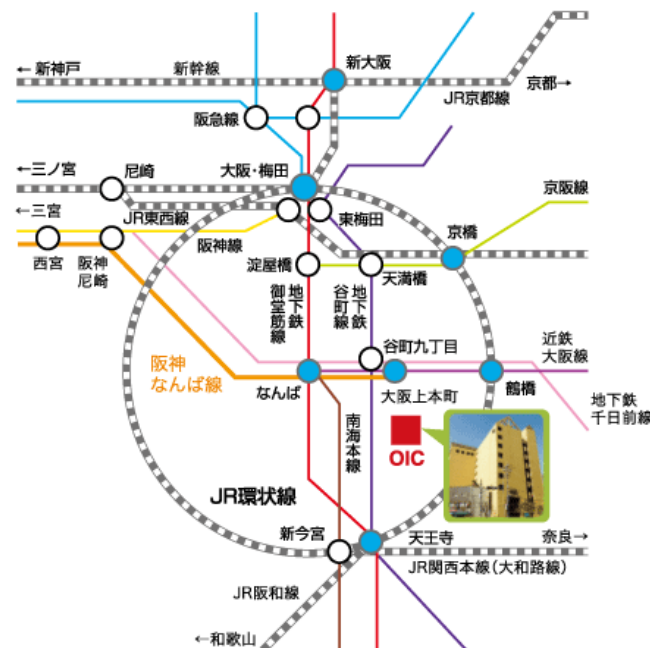 新大阪
← 新神戸
新幹線
京都→
JR京都線
阪急線
←三ノ宮
尼崎
大阪・梅田
京阪線
←三宮
JR東西線
東梅田
京橋
阪神線
西宮
阪神
尼崎
淀屋橋
天満橋
地下鉄
御堂筋線
地下鉄
谷町線
谷町九丁目
近鉄
大阪線
阪神
なんば線
なんば
大阪上本町
鶴橋
地下鉄
千日前線
南海本線
OIC
JR環状線
新今宮
天王寺
奈良→
JR関西本線（大和路線）
JR阪和線
←和歌山